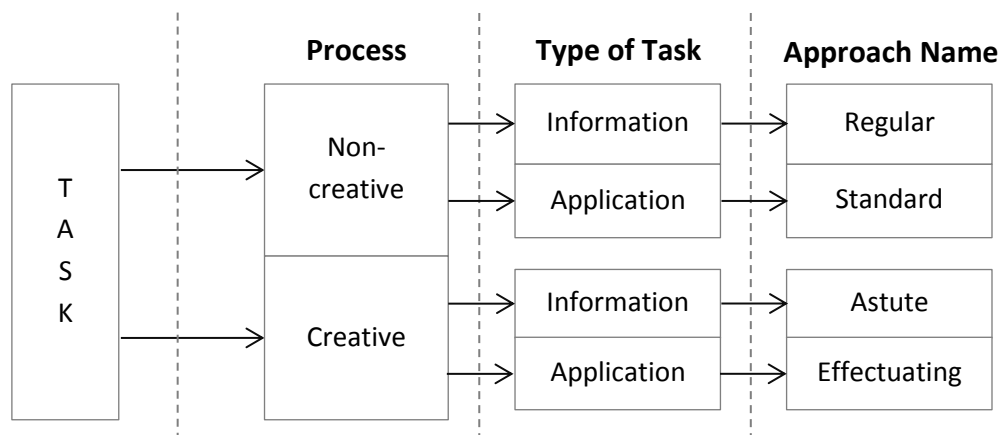 Process
Type of Task
Approach Name
T
A
S
K
Non-
creative
Information
Regular
Application
Standard
Creative
Information
Astute
Application
Effectuating